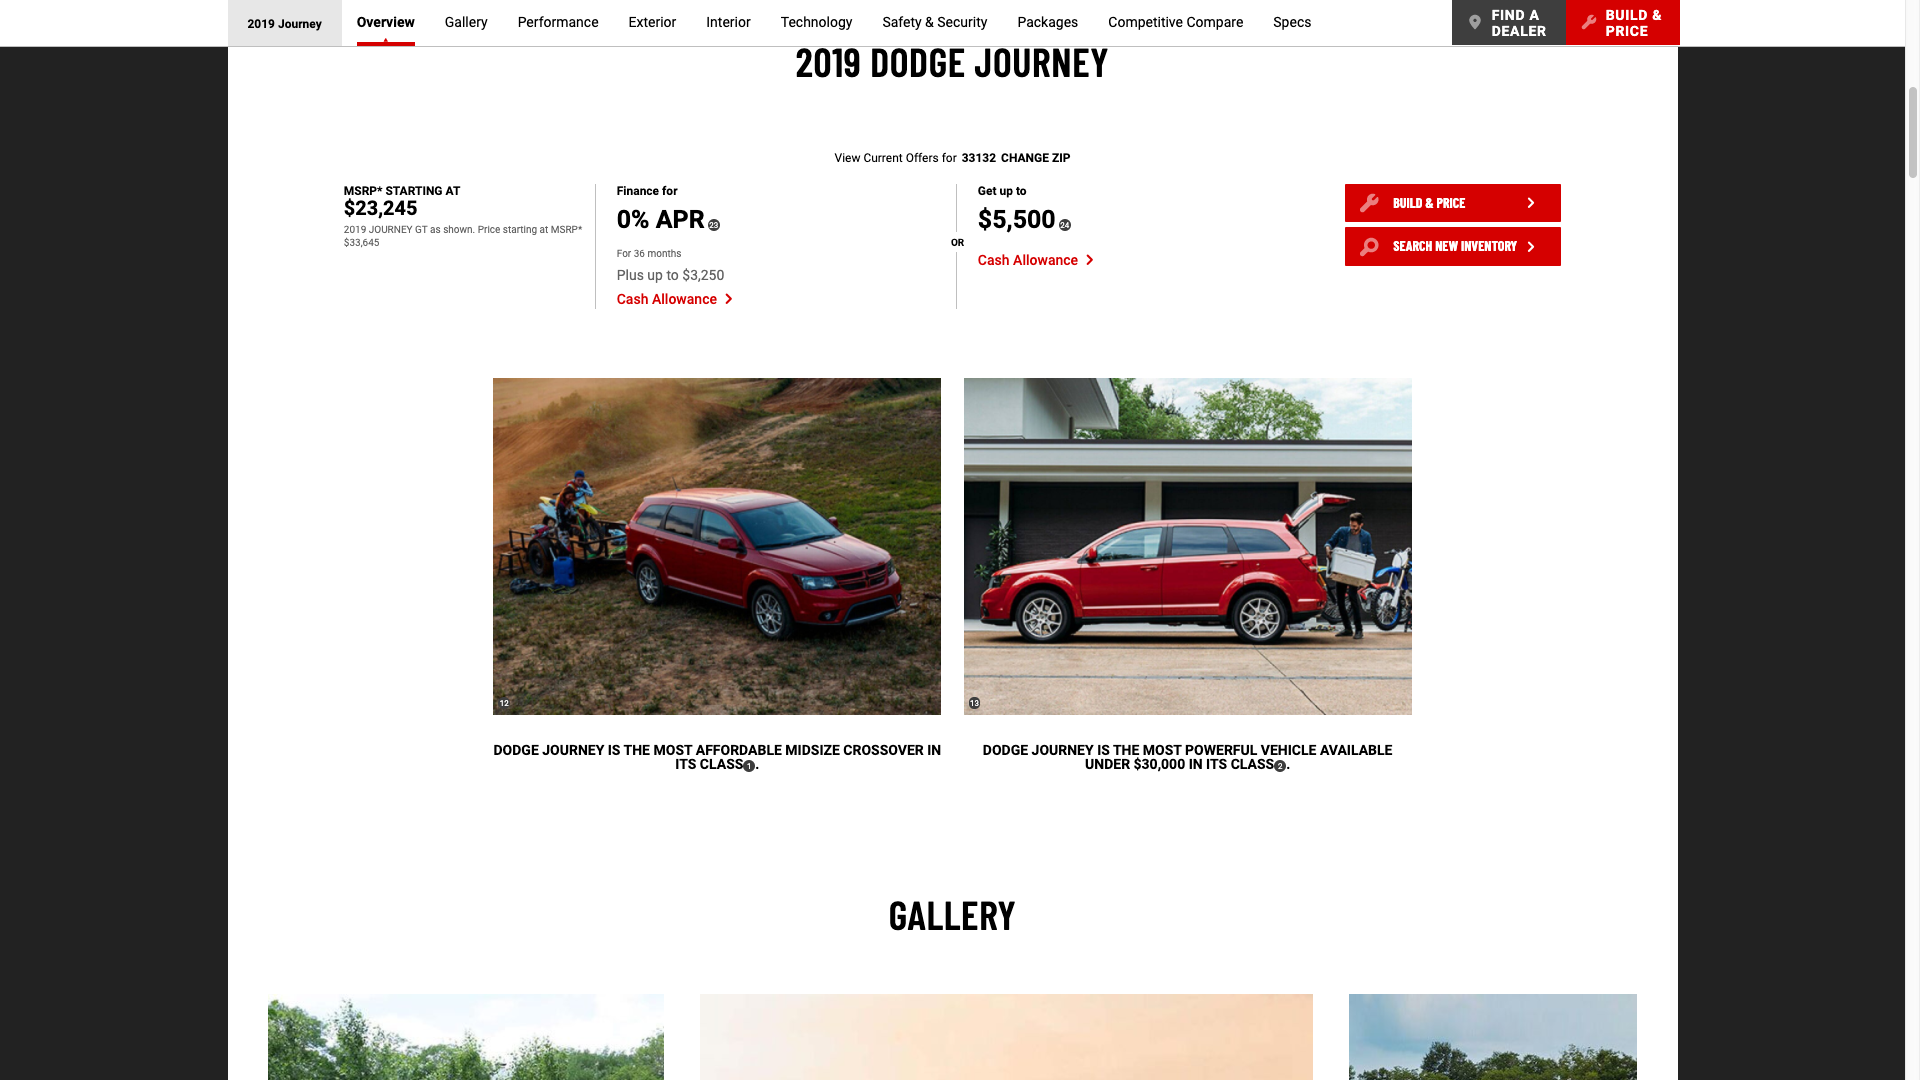 2019 Journey
Overview
Gallery
Performance
Exterior
Interior
Technology
Safety & Security
Packages
Competitive Compare
Specs
FIND A
DEALER
BUILD &
PRICE
2019 DODGE JOURNEY
View Current Offers for 33132 CHANGE ZIP
MSRP* STARTING AT
$23,245
2019 JOURNEY GT as shown. Price starting at MSRP*
$33,645
Finance for
0% APR 23
For 36 months
Plus up to $3,250
Cash Allowance
OR
Get up to
$5,500 24
Cash Allowance
BUILD & PRICE
SEARCH NEW INVENTORY
12
13
DODGE JOURNEY IS THE MOST AFFORDABLE MIDSIZE CROSSOVER IN
ITS CLASS1.
DODGE JOURNEY IS THE MOST POWERFUL VEHICLE AVAILABLE
UNDER $30,000 IN ITS CLASS2.
GALLERY